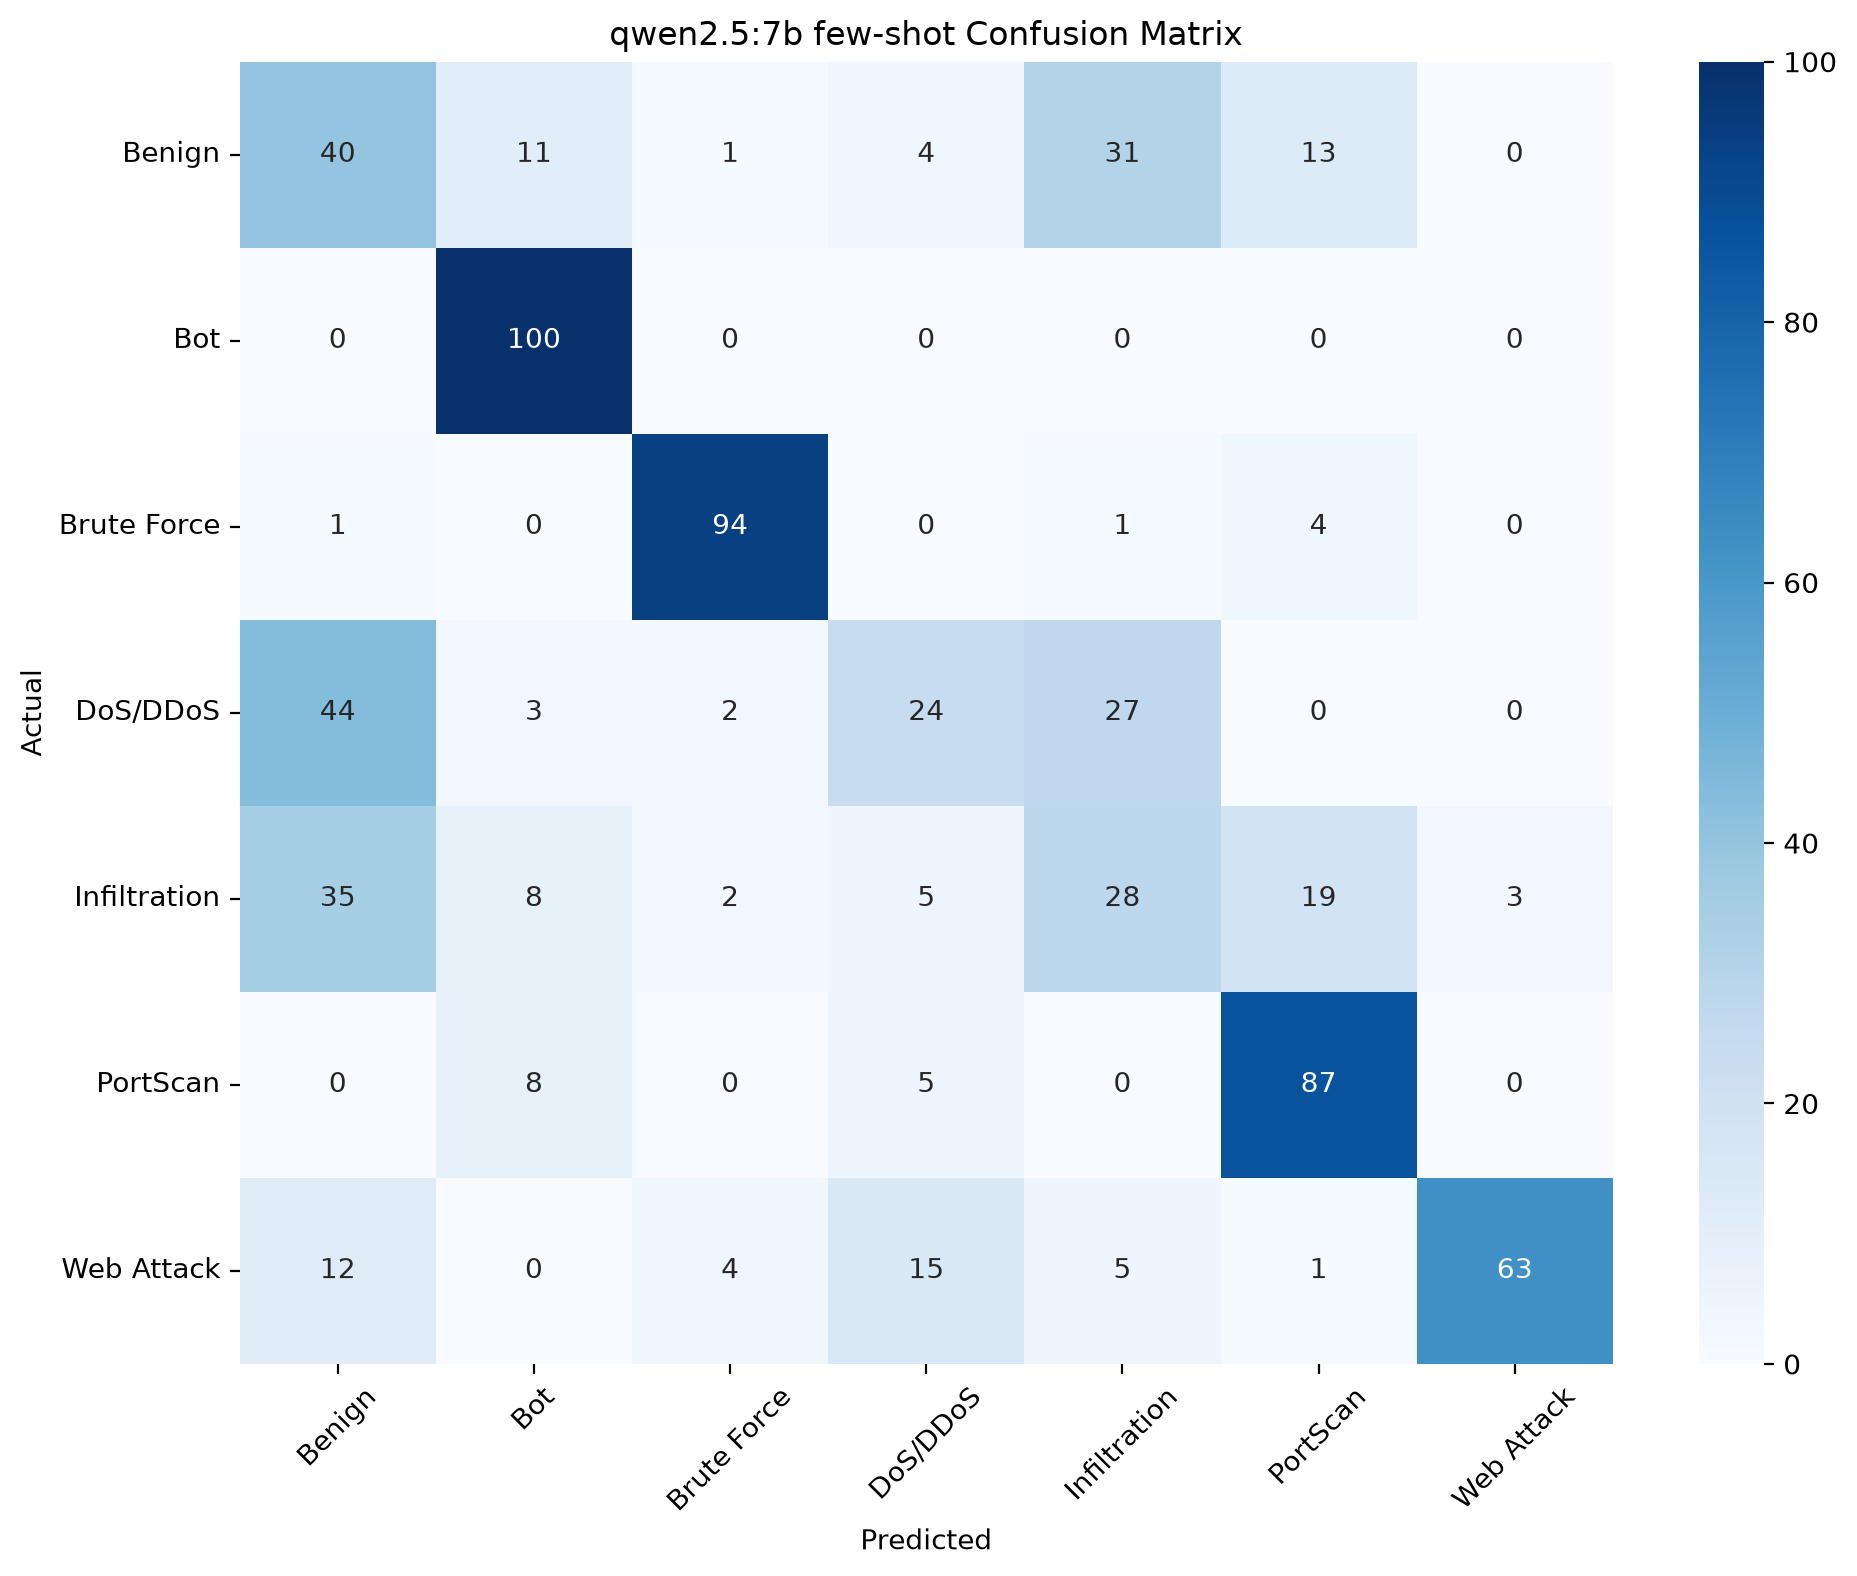 qwen2.5:7b few-shot Confusion Matrix
Benign 40 11 1 4 31 13 0
Bot 0 100 0 0 0 0 0
Brute Force 1 0 94 0 1 4 0
DoS/DDoS 44 3 2 24 27 0 0
Infiltration 35 8 2 5 28 19 3
PortScan 0 8 0 5 0 87 0
Web Attack 12 0 4 15 5 1 63
Actual
Benign Bot Brute Force DoS/DDoS Infiltration PortScan Web Attack
Predicted
100
80
60
40
20
0